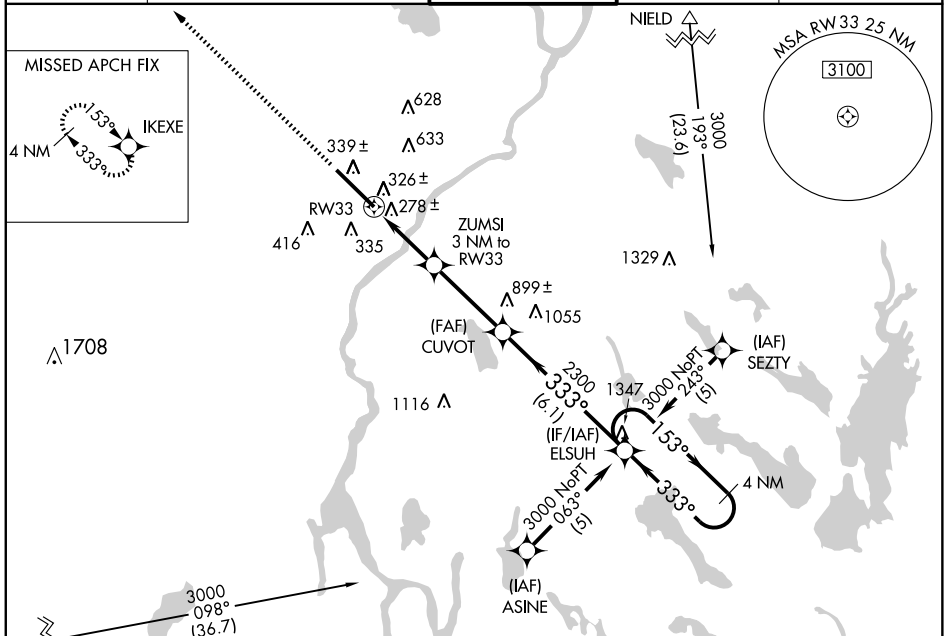 MISSED APCH FIX
153°
IKEXE
4 NM
333°
NIELD
3000
193°
(23.6)
MSA RW33 25 NM
3100
628
633
339 ±
326 ±
RW33
278 ±
416
335
ZUMSI
3 NM to
RW33
1329
899 ±
1055
(FAF)
CUVOT
1708
(IAF)
SEZTY
3000 NoPT
243°
(5)
2300
333°
(6.1)
1347
1116
(IF/IAF)
ELSUH
153°
333°
4 NM
3000 NoPT
063°
(5)
(IAF)
ASINE
3000
098°
(36.7)